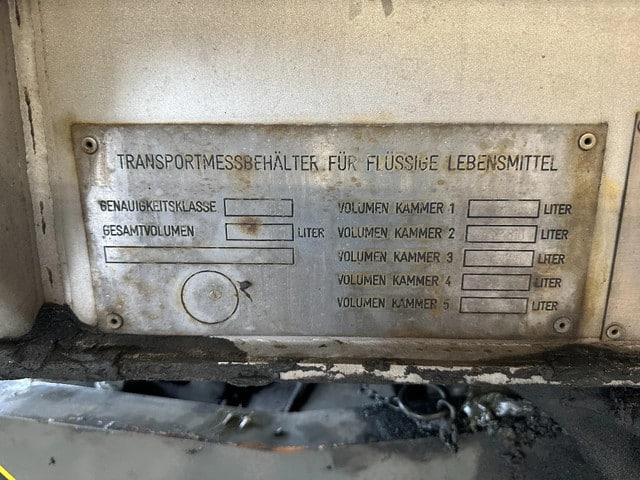 TRANSPORTMESSBEHÄLTER FÜR FLÜSSIGE LEBENSMITTEL
GENAUIGKEITSKLASSE
GESAMTVOLUMEN LITER
VOLUMEN KAMMER 1 LITER
VOLUMEN KAMMER 2 LITER
VOLUMEN KAMMER 3 LITER
VOLUMEN KAMMER 4 LITER
VOLUMEN KAMMER 5 LITER